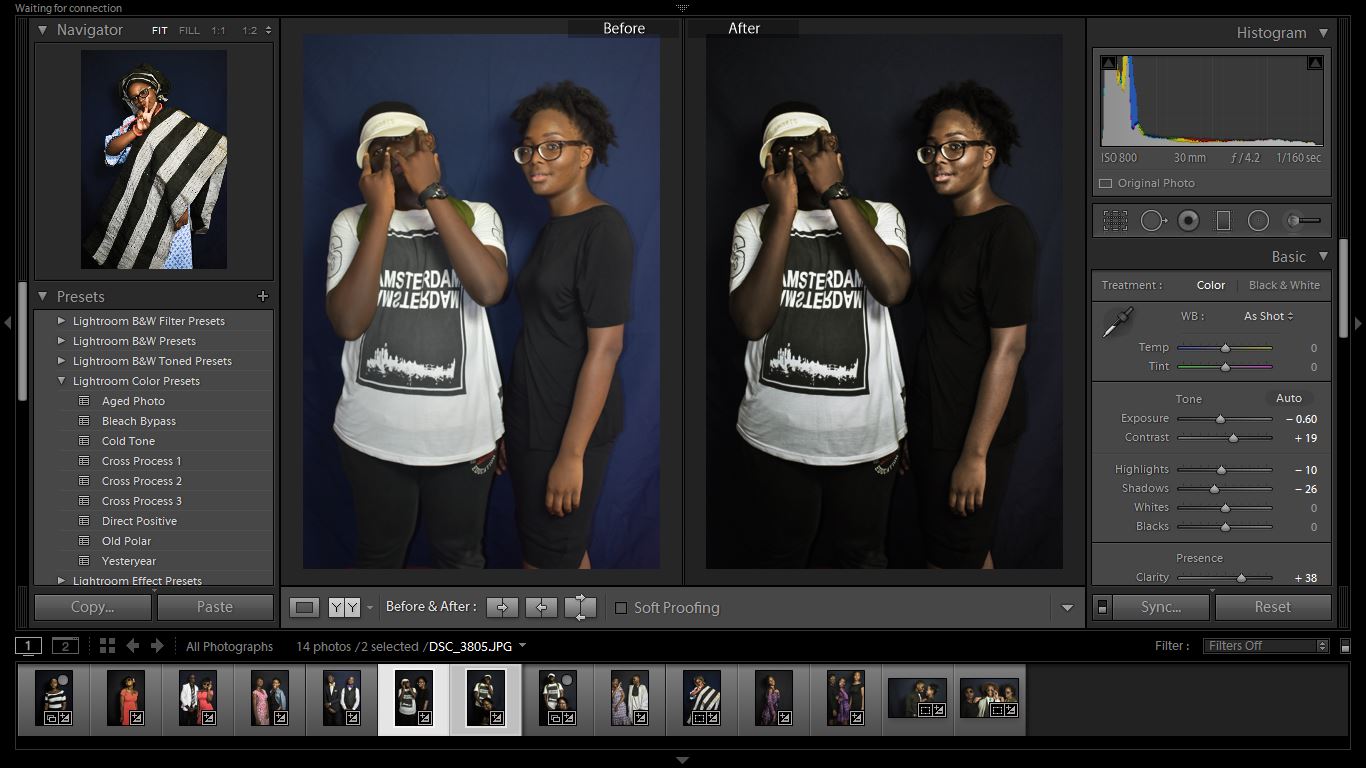 Waiting for connection
Navigator FIT FILL 1:1 1:2
Presets +
Lightroom B&W Filter Presets
Lightroom B&W Presets
Lightroom B&W Toned Presets
Lightroom Color Presets
Aged Photo
Bleach Bypass
Cold Tone
Cross Process 1
Cross Process 2
Cross Process 3
Direct Positive
Old Polar
Yesteryear
Lightroom Effect Presets
Copy... Paste
Before After
AMSTERDAM
AMSTERDAM
AMSTERDAM
AMSTERDAM
YY Before & After : Soft Proofing
Histogram
ISO 800 30 mm ƒ / 4.2 1/160 sec
Original Photo
Basic
Treatment : Color Black & White
WB : As Shot
Temp 0
Tint 0
Tone Auto
Exposure − 0.60
Contrast + 19
Highlights − 10
Shadows − 26
Whites 0
Blacks 0
Presence
Clarity + 38
Sync... Reset
1 2 All Photographs 14 photos /2 selected /DSC_3805.JPG Filter : Filters Off